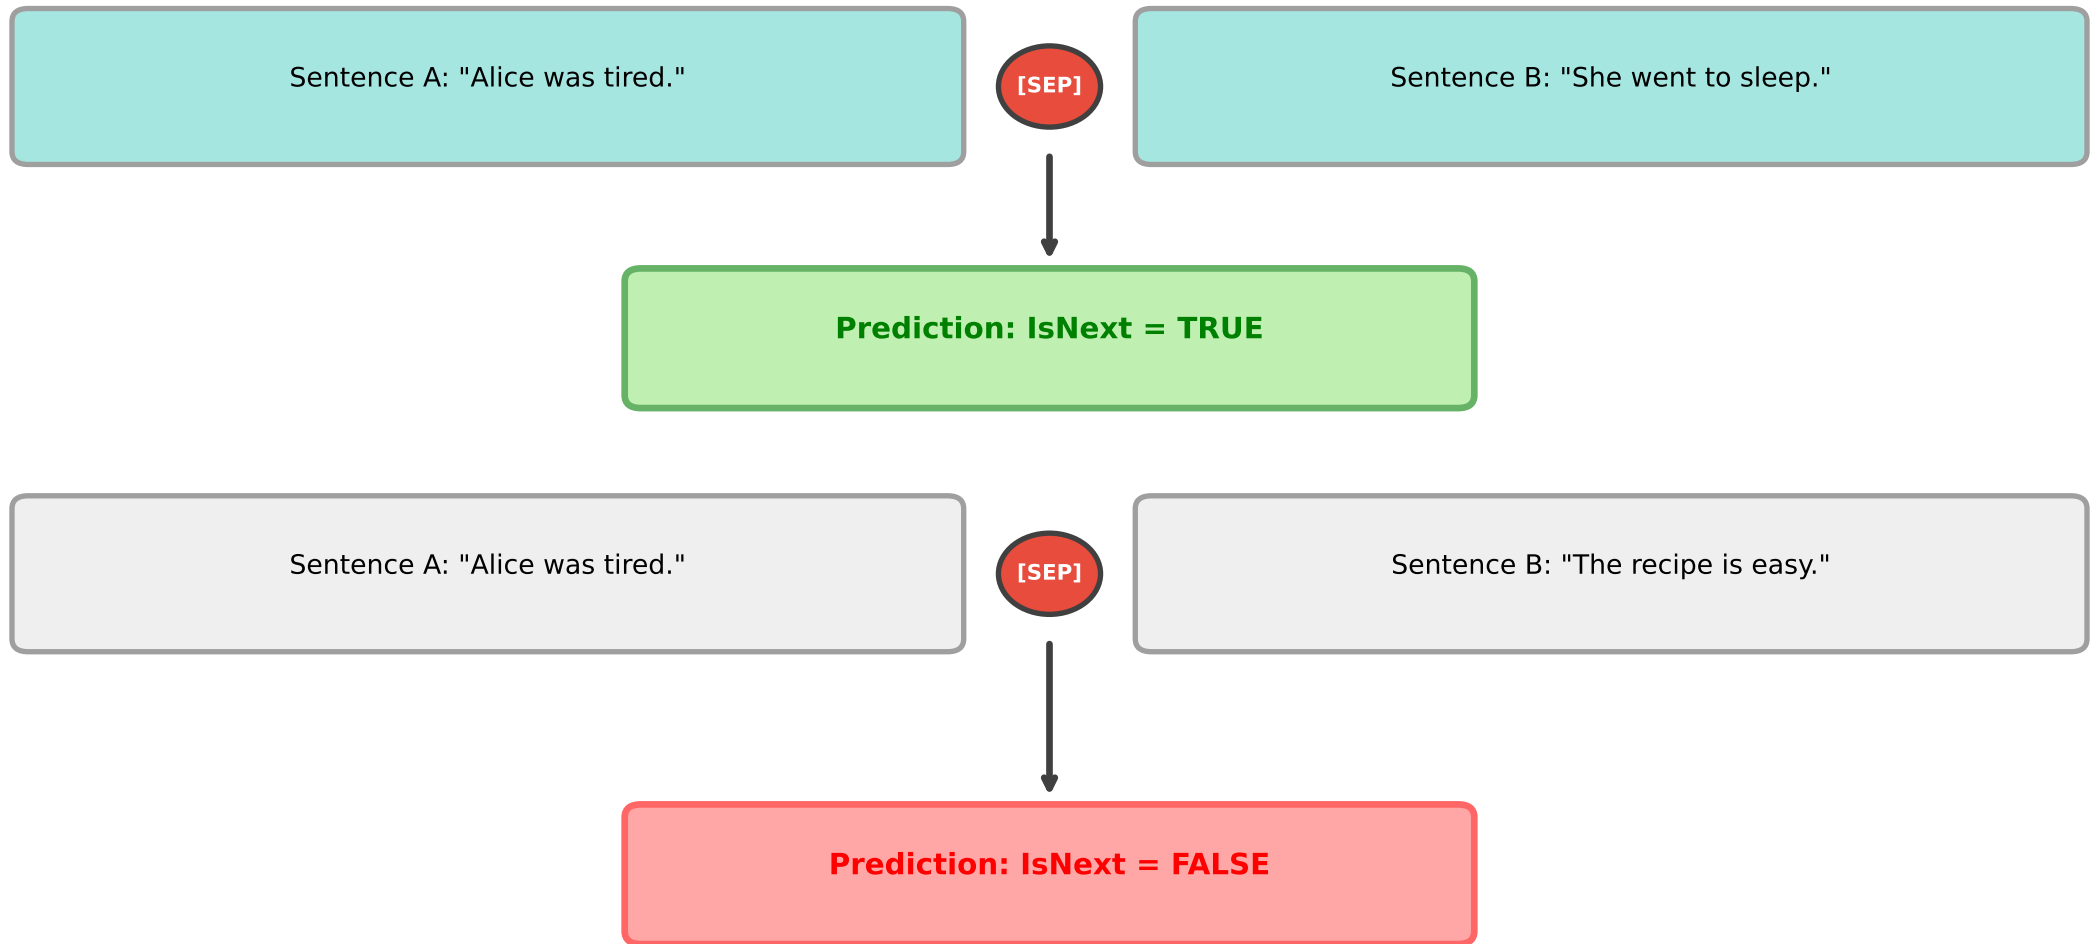 Sentence A: "Alice was tired."
[SEP]
Sentence B: "She went to sleep."
Prediction: IsNext = TRUE
Sentence A: "Alice was tired."
[SEP]
Sentence B: "The recipe is easy."
Prediction: IsNext = FALSE